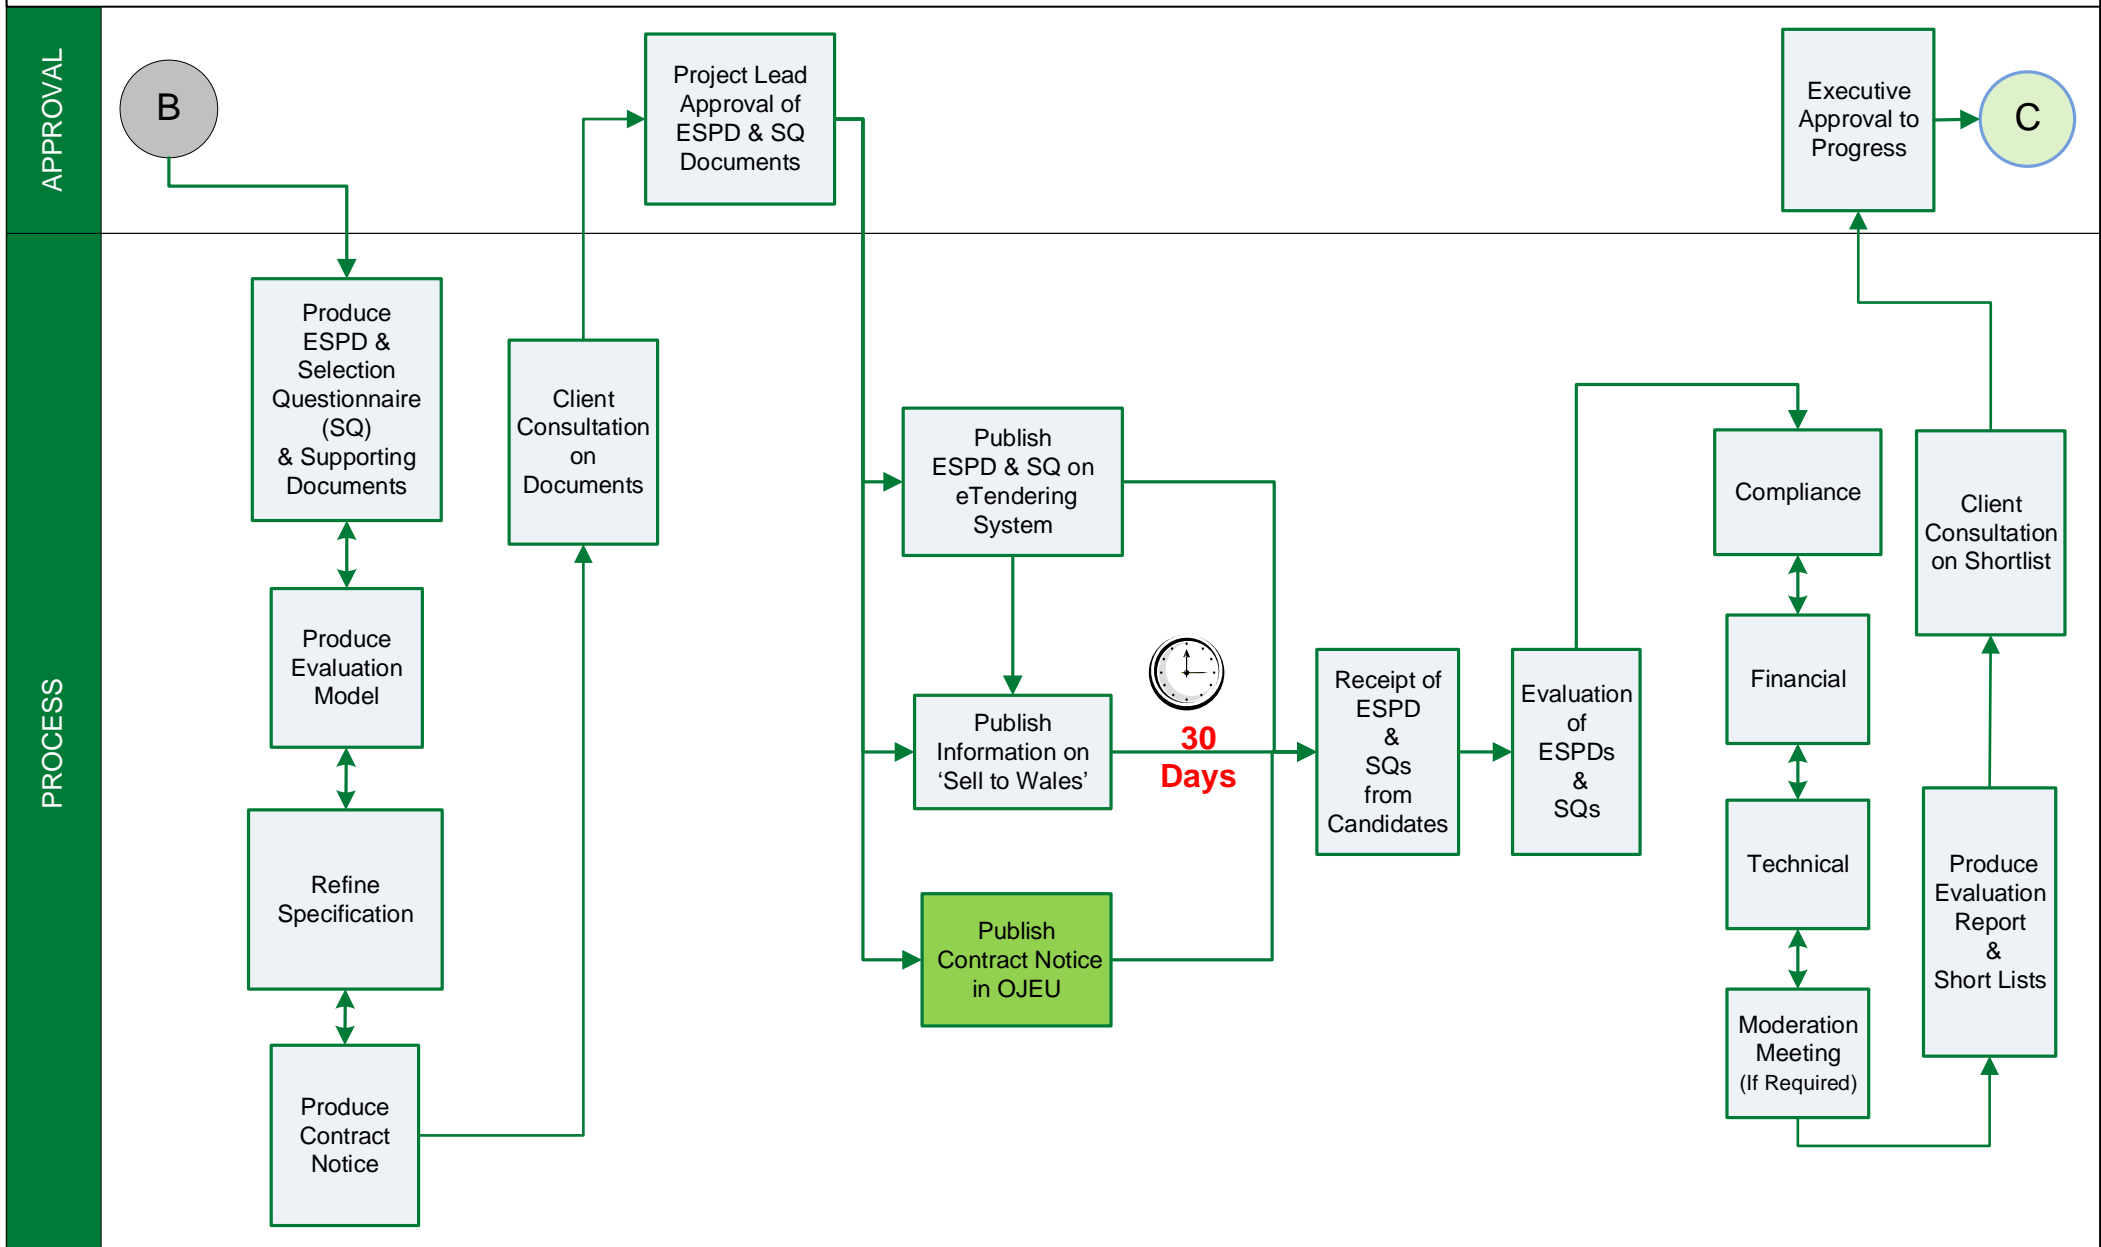 APPROVAL
B
Project Lead
Approval of
ESPD & SQ
Documents
Executive
Approval to
Progress
C
PROCESS
Produce
ESPD &
Selection
Questionnaire
(SQ)
& Supporting
Documents
Produce
Evaluation
Model
Refine
Specification
Produce
Contract
Notice
Client
Consultation
on
Documents
Publish
ESPD & SQ on
eTendering
System
Publish
Information on
‘Sell to Wales’
Publish
Contract Notice
in OJEU
30
Days
Receipt of
ESPD
&
SQs
from
Candidates
Evaluation
of
ESPDs
&
SQs
Compliance
Financial
Technical
Moderation
Meeting
(If Required)
Produce
Evaluation
Report
&
Short Lists
Client
Consultation
on Shortlist